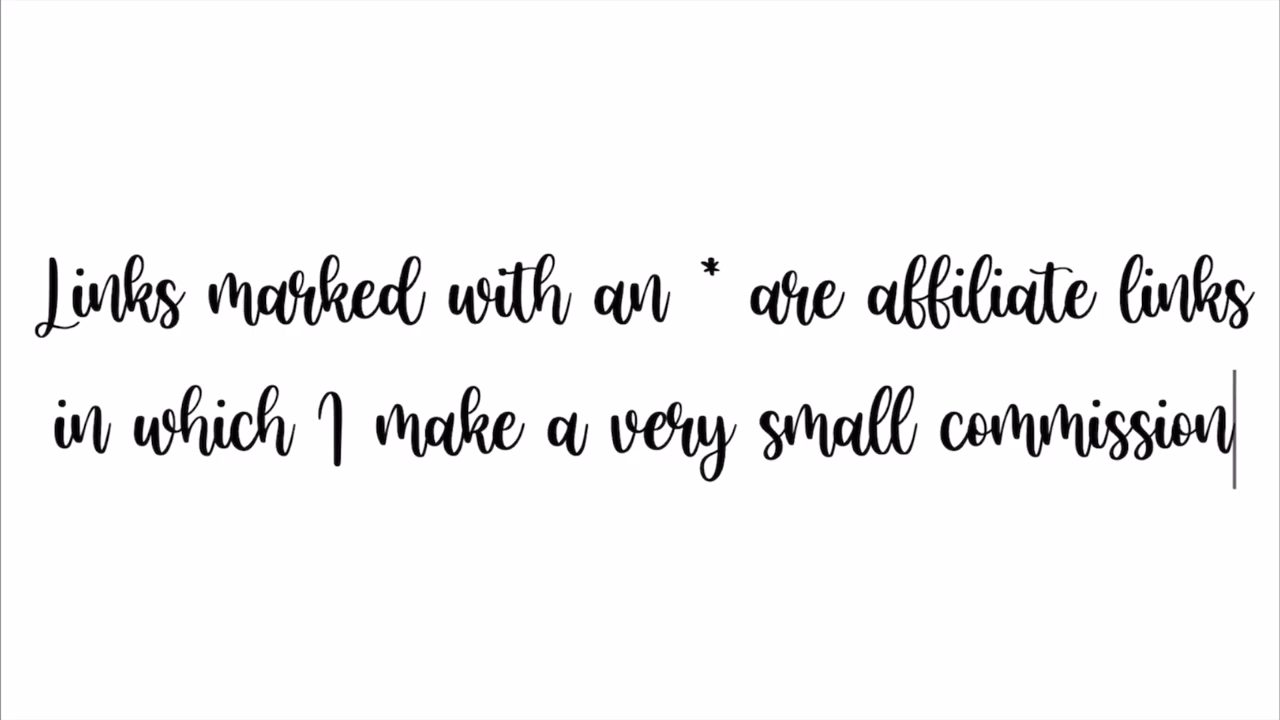 Links marked with an * are affiliate links
in which I make a very small commission